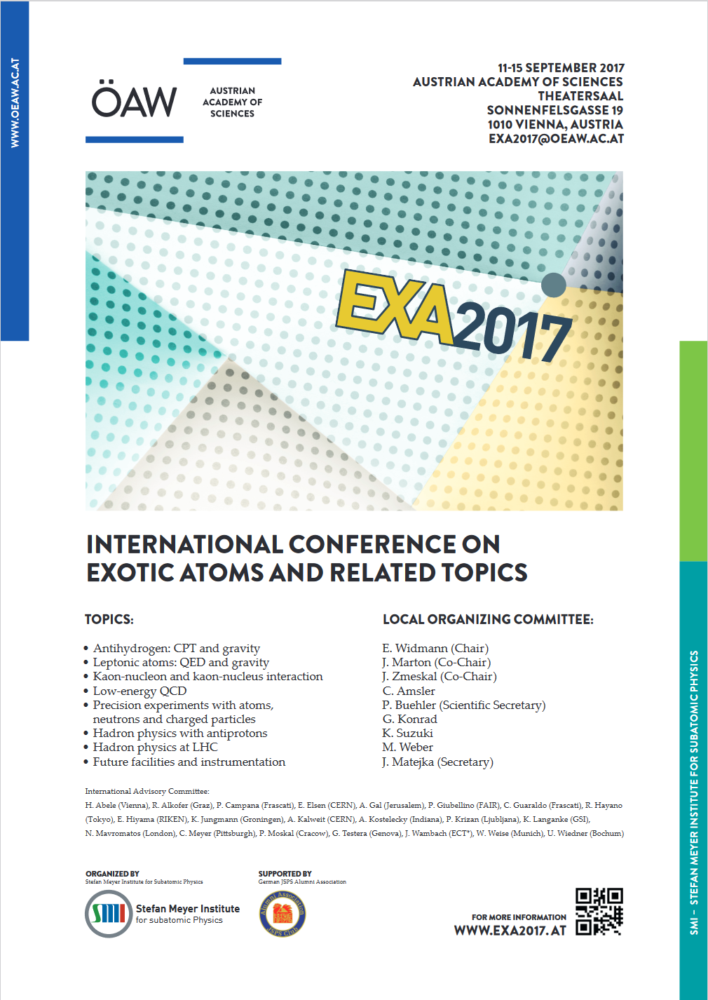 WWW.OEAW.AC.AT
ÖAW
AUSTRIAN
ACADEMY OF
SCIENCES
11-15 SEPTEMBER 2017
AUSTRIAN ACADEMY OF SCIENCES
THEATERSAAL
SONNENFELSGASSE 19
1010 VIENNA, AUSTRIA
EXA2017@OEAW.AC.AT
EXA2017
INTERNATIONAL CONFERENCE ON
EXOTIC ATOMS AND RELATED TOPICS
TOPICS:
• Antihydrogen: CPT and gravity
• Leptonic atoms: QED and gravity
• Kaon-nucleon and kaon-nucleus interaction
• Low-energy QCD
• Precision experiments with atoms,
neutrons and charged particles
• Hadron physics with antiprotons
• Hadron physics at LHC
• Future facilities and instrumentation
LOCAL ORGANIZING COMMITTEE:
E. Widmann (Chair)
J. Marton (Co-Chair)
J. Zmeskal (Co-Chair)
C. Amsler
P. Buehler (Scientific Secretary)
G. Konrad
K. Suzuki
M. Weber
J. Matejka (Secretary)
International Advisory Committee:
H. Abele (Vienna), R. Alkofer (Graz), P. Campana (Frascati), E. Elsen (CERN), A. Gal (Jerusalem), P. Giubellino (FAIR), C. Guaraldo (Frascati), R. Hayano
(Tokyo), E. Hiyama (RIKEN), K. Jungmann (Groningen), A. Kalweit (CERN), A. Kostelecky (Indiana), P. Krizan (Ljubljana), K. Langanke (GSI),
N. Mavromatos (London), C. Meyer (Pittsburgh), P. Moskal (Cracow), G. Testera (Genova), J. Wambach (ECT*), W. Weise (Munich), U. Wiedner (Bochum)
ORGANIZED BY
Stefan Meyer Institute for Subatomic Physics
SMI
Stefan Meyer Institute
for subatomic Physics
SUPPORTED BY
German JSPS Alumni Association
Alumni Association
JSPS Club
FOR MORE INFORMATION
WWW.EXA2017.AT
SMI – STEFAN MEYER INSTITUTE FOR SUBATOMIC PHYSICS